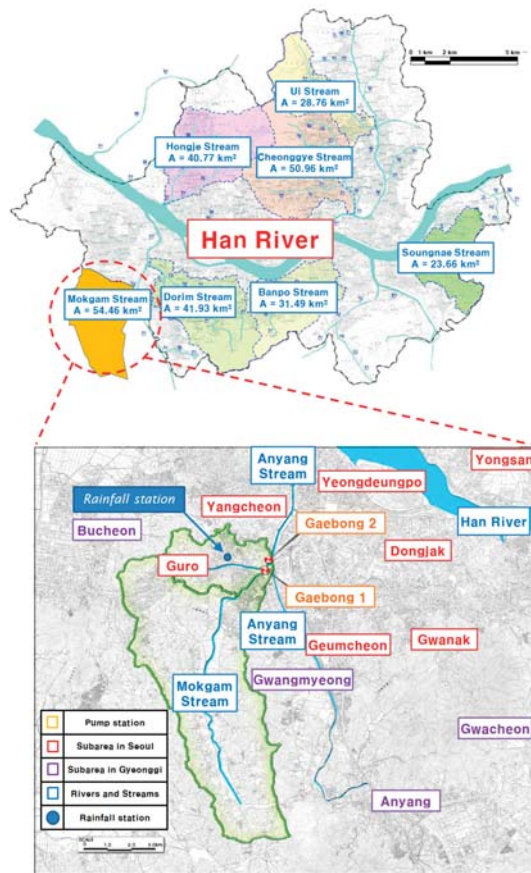 0 1 km 2 km 5 km
Ui Stream
A = 28.76 km²
Hongje Stream
A = 40.77 km²
Cheonggye Stream
A = 50.96 km²
Han River
Soungnae Stream
A = 23.66 km²
Mokgam Stream
A = 54.46 km²
Dorim Stream
A = 41.93 km²
Banpo Stream
A = 31.49 km²
Anyang
Stream
Yongsan
Yeongdeungpo
Rainfall station
Yangcheon
Han River
Bucheon
Gaebong 2
Dongjak
Guro
Gaebong 1
Anyang
Stream
Geumcheon
Gwanak
Mokgam
Stream
Gwangmyeong
Gwacheon
Pump station
Subarea in Seoul
Subarea in Gyeonggi
Rivers and Streams
Rainfall station
Anyang
SCALE